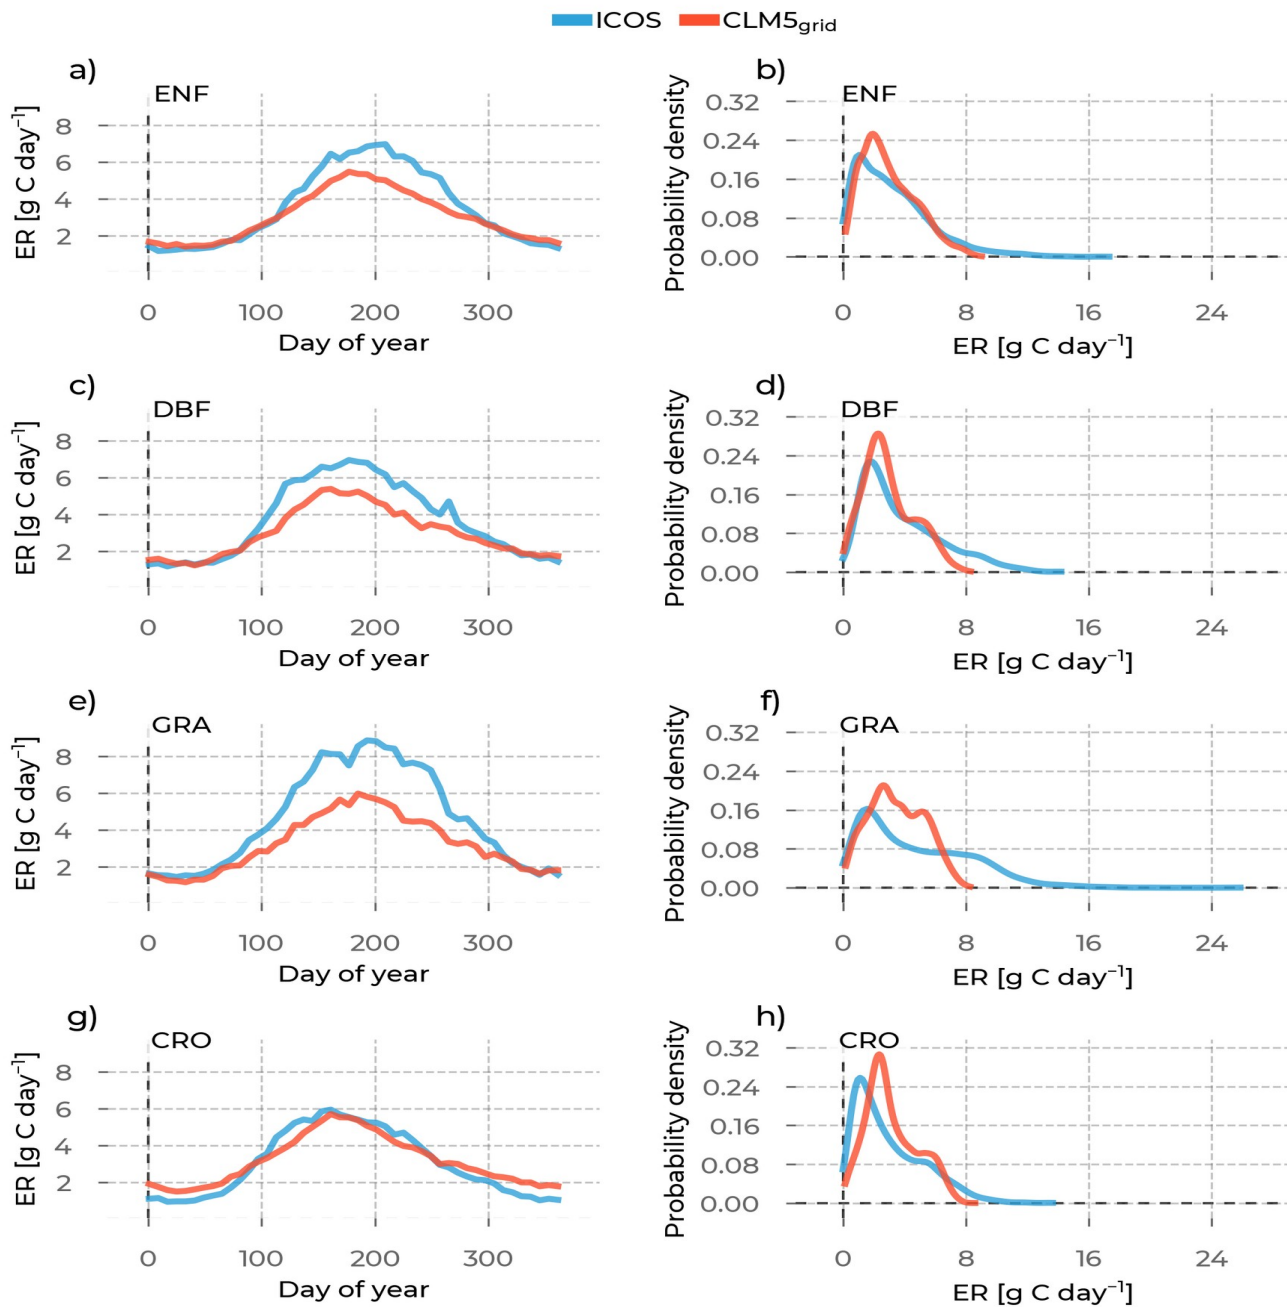 ICOS CLM5grid
a)
ENF
ER [g C day⁻¹]
8
6
4
2
0 100 200 300
Day of year
b)
ENF
Probability density
0.32
0.24
0.16
0.08
0.00
0 8 16 24
ER [g C day⁻¹]
c)
DBF
ER [g C day⁻¹]
8
6
4
2
0 100 200 300
Day of year
d)
DBF
Probability density
0.32
0.24
0.16
0.08
0.00
0 8 16 24
ER [g C day⁻¹]
e)
GRA
ER [g C day⁻¹]
8
6
4
2
0 100 200 300
Day of year
f)
GRA
Probability density
0.32
0.24
0.16
0.08
0.00
0 8 16 24
ER [g C day⁻¹]
g)
CRO
ER [g C day⁻¹]
8
6
4
2
0 100 200 300
Day of year
h)
CRO
Probability density
0.32
0.24
0.16
0.08
0.00
0 8 16 24
ER [g C day⁻¹]